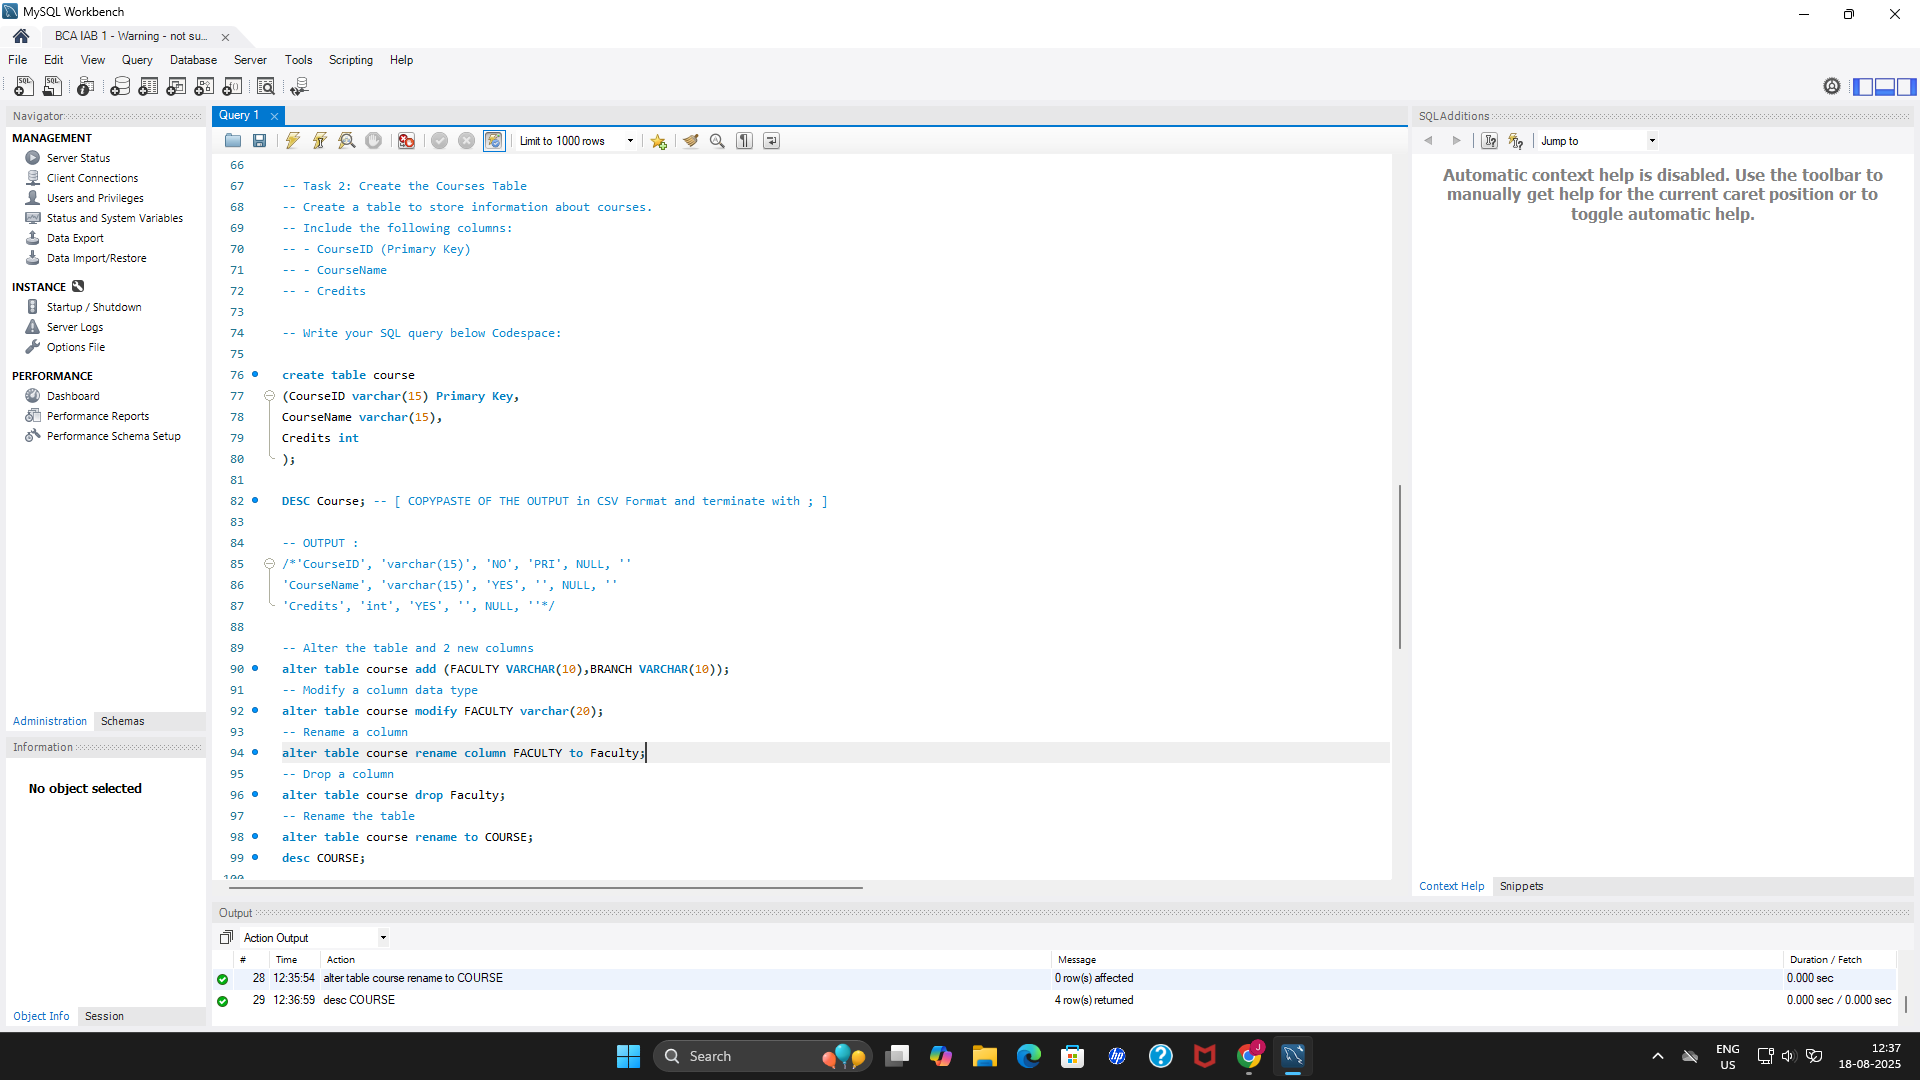 MySQL Workbench
BCA IAB 1 - Warning - not su...
File Edit View Query Database Server Tools Scripting Help
Navigator
MANAGEMENT
Server Status
Client Connections
Users and Privileges
Status and System Variables
Data Export
Data Import/Restore
INSTANCE
Startup / Shutdown
Server Logs
Options File
PERFORMANCE
Dashboard
Performance Reports
Performance Schema Setup
Administration Schemas
Information
No object selected
Object Info Session
Query 1
Limit to 1000 rows
66
67 -- Task 2: Create the Courses Table
68 -- Create a table to store information about courses.
69 -- Include the following columns:
70 -- - CourseID (Primary Key)
71 -- - CourseName
72 -- - Credits
73
74 -- Write your SQL query below Codespace:
75
76 create table course
77 (CourseID varchar(15) Primary Key,
78 CourseName varchar(15),
79 Credits int
80 );
81
82 DESC Course; -- [ COPYPASTE OF THE OUTPUT in CSV Format and terminate with ; ]
83
84 -- OUTPUT :
85 /*'CourseID', 'varchar(15)', 'NO', 'PRI', NULL, ''
86 'CourseName', 'varchar(15)', 'YES', '', NULL, ''
87 'Credits', 'int', 'YES', '', NULL, ''*/
88
89 -- Alter the table and 2 new columns
90 alter table course add (FACULTY VARCHAR(10),BRANCH VARCHAR(10));
91 -- Modify a column data type
92 alter table course modify FACULTY varchar(20);
93 -- Rename a column
94 alter table course rename column FACULTY to Faculty;
95 -- Drop a column
96 alter table course drop Faculty;
97 -- Rename the table
98 alter table course rename to COURSE;
99 desc COURSE;
100
SQLAdditions
Jump to
Automatic context help is disabled. Use the toolbar to
manually get help for the current caret position or to
toggle automatic help.
Context Help Snippets
Output
Action Output
# Time Action Message Duration / Fetch
28 12:35:54 alter table course rename to COURSE 0 row(s) affected 0.000 sec
29 12:36:59 desc COURSE 4 row(s) returned 0.000 sec / 0.000 sec
Search
ENG
US
12:37
18-08-2025